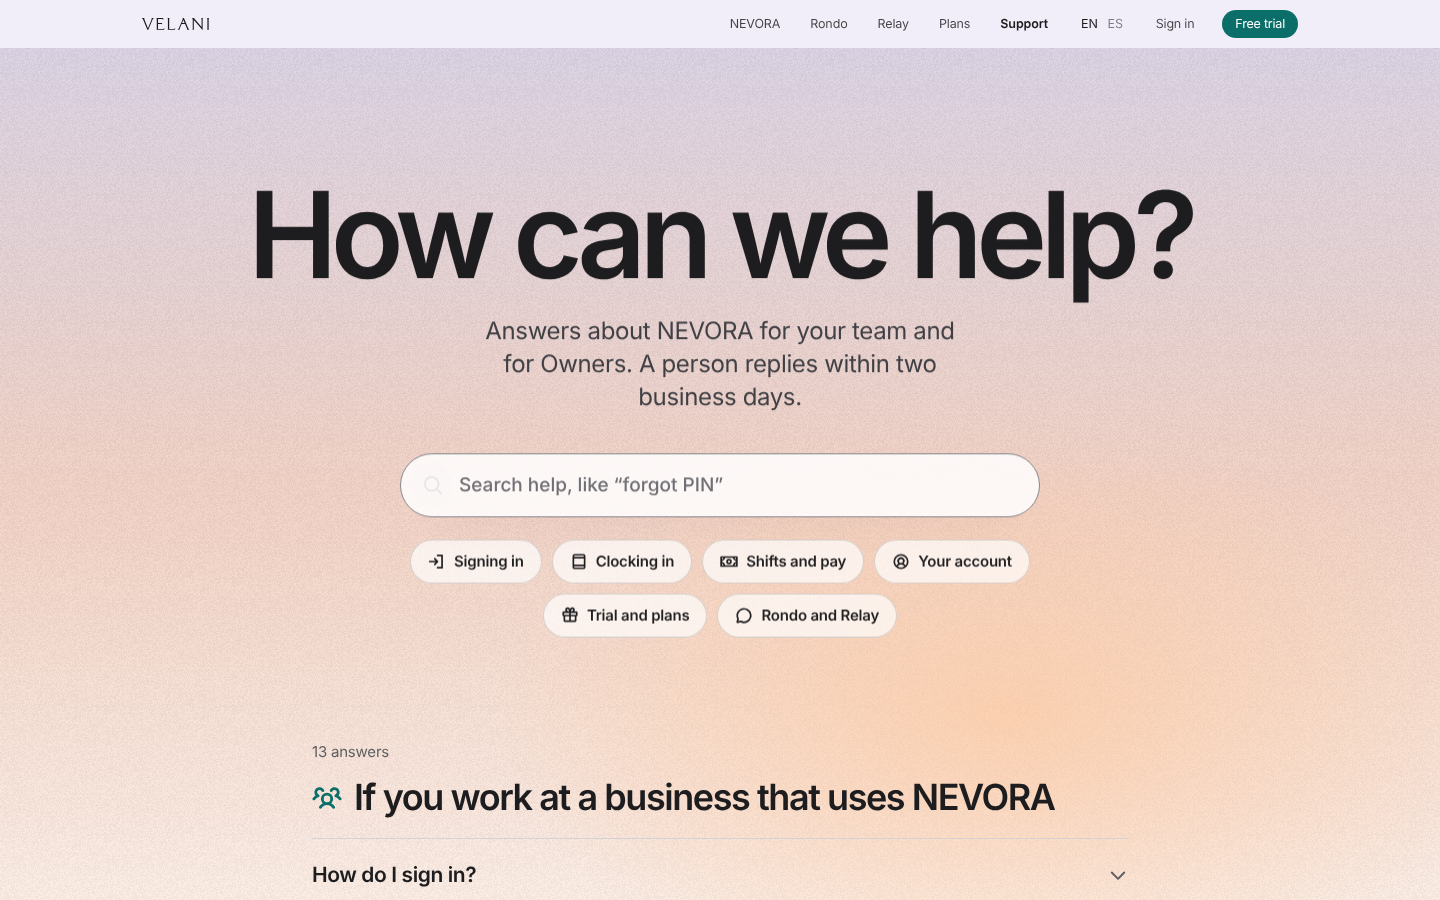 VELANI
NEVORA
Rondo
Relay
Plans
Support
EN
ES
Sign in
Free trial
How can we help?
Answers about NEVORA for your team and
for Owners. A person replies within two
business days.
Search help, like “forgot PIN”
Signing in
Clocking in
Shifts and pay
Your account
Trial and plans
Rondo and Relay
13 answers
If you work at a business that uses NEVORA
How do I sign in?